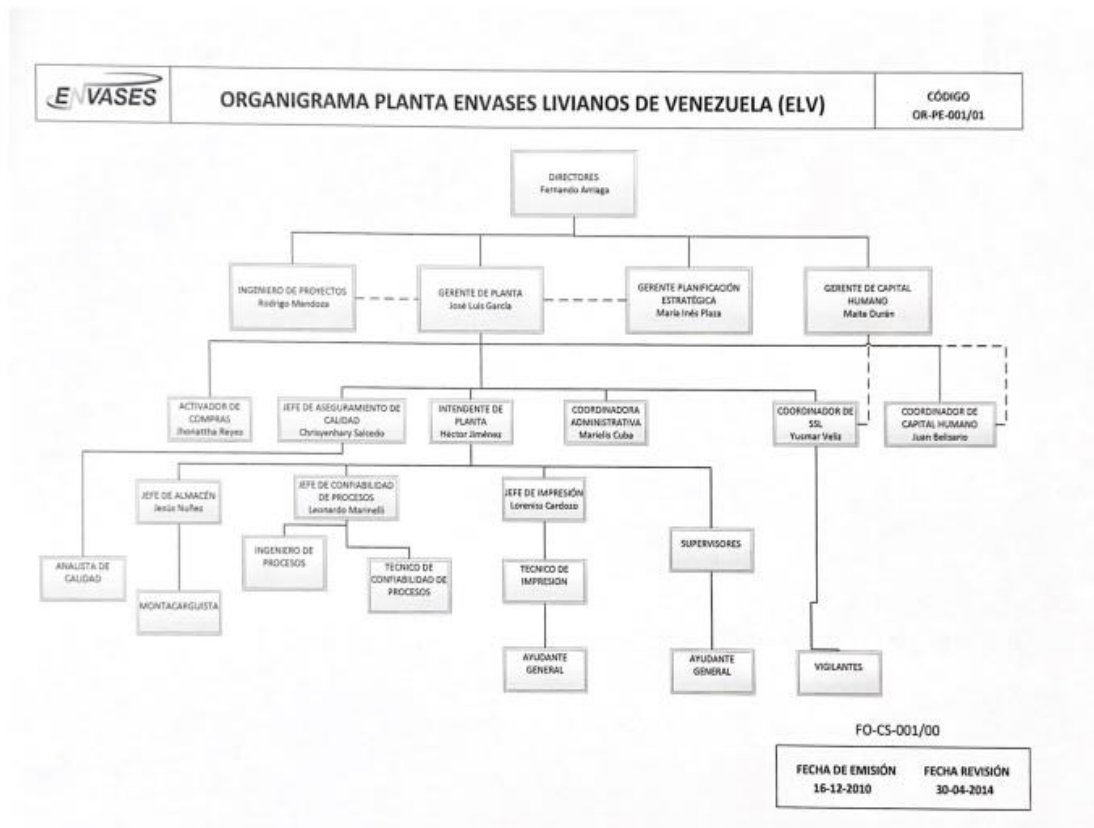 ENVASES
ORGANIGRAMA PLANTA ENVASES LIVIANOS DE VENEZUELA (ELV)
CÓDIGO
OR-PE-001/01
DIRECTORES
Fernando Arriaga
INGENIERO DE PROYECTOS
Rodrigo Mendoza
GERENTE DE PLANTA
José Luis García
GERENTE PLANIFICACIÓN
ESTRATÉGICA
María Inés Plaza
GERENTE DE CAPITAL
HUMANO
Maite Durán
ACTIVADOR DE
COMPRAS
Jhonattha Reyes
JEFE DE ASEGURAMIENTO DE
CALIDAD
Chrisyenhary Salcedo
INTENGENTE DE
PLANTA
Héctor Jiménez
COORDINADORA
ADMINISTRATIVA
Marielis Cuba
COORDINADOR DE
SSL
Yusmar Veliz
COORDINADOR DE
CAPITAL HUMANO
Juan Belisario
JEFE DE ALMACÉN
Jesús Nuñez
JEFE DE CONFIABILIDAD
DE PROCESOS
Leonardo Marinelli
JEFE DE IMPRESIÓN
Loreniss Cardozo
SUPERVISORES
ANALISTA DE
CALIDAD
INGENIERO DE
PROCESOS
TECNICO DE
CONFIABILIDAD DE
PROCESOS
TECNICO DE
IMPRESIÓN
MONTACARGUISTA
AYUDANTE
GENERAL
AYUDANTE
GENERAL
VIGILANTES
FO-CS-001/00
FECHA DE EMISIÓN
16-12-2010
FECHA REVISIÓN
30-04-2014